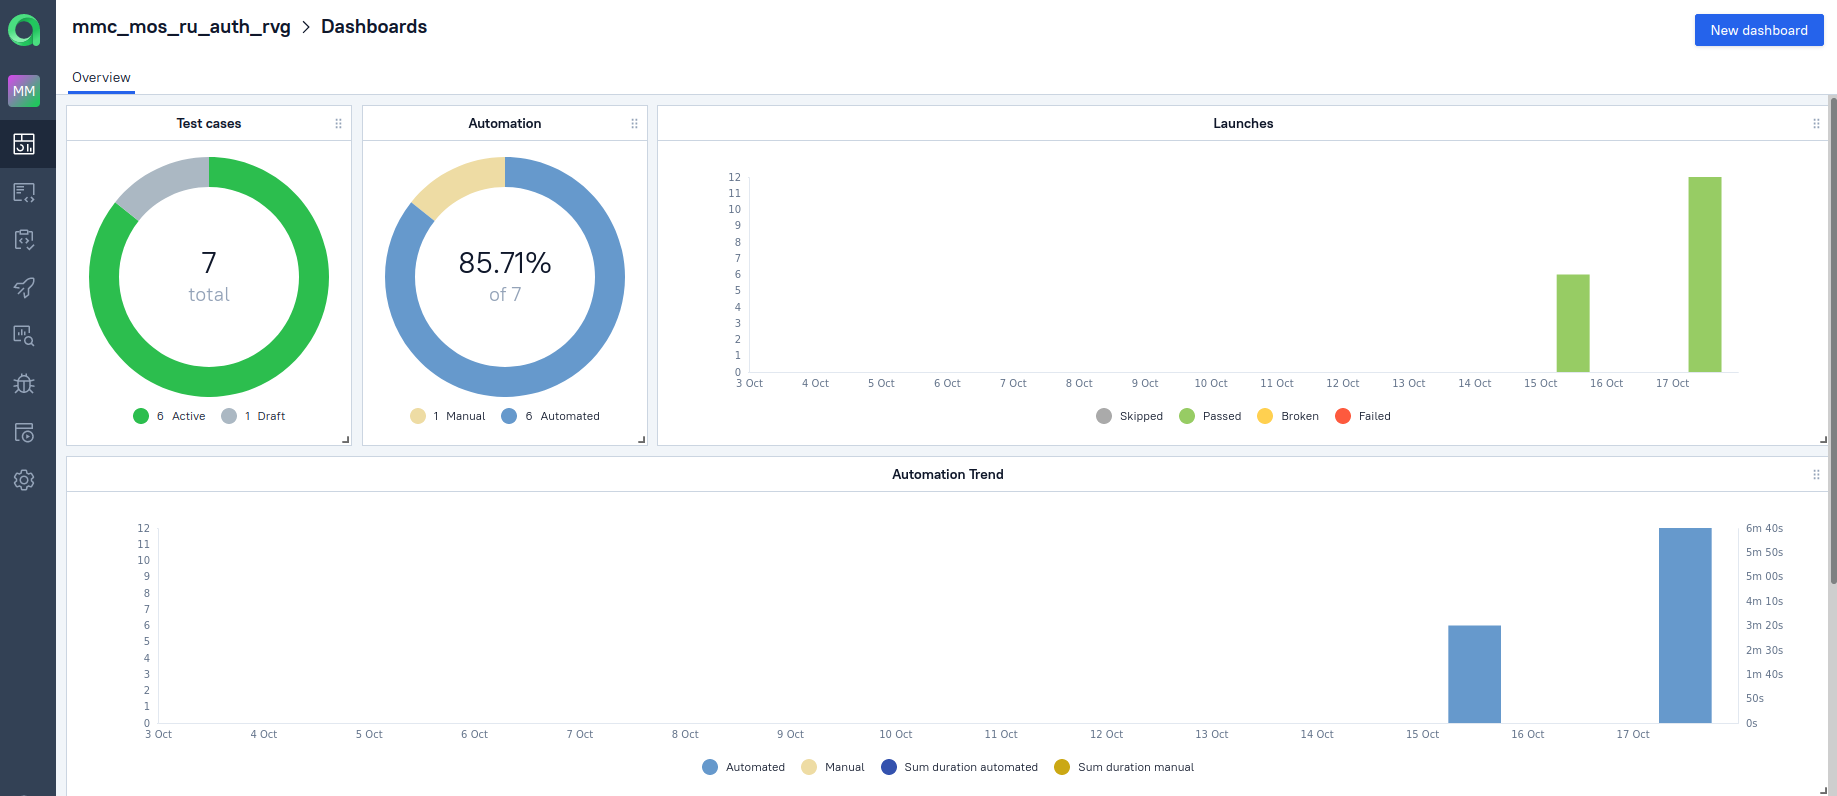 mmc_mos_ru_auth_rvg > Dashboards
New dashboard
MM
Overview
Test cases
7
total
6 Active 1 Draft
Automation
85.71%
of 7
1 Manual 6 Automated
Launches
12
11
10
9
8
7
6
5
4
3
2
1
0
3 Oct 4 Oct 5 Oct 6 Oct 7 Oct 8 Oct 9 Oct 10 Oct 11 Oct 12 Oct 13 Oct 14 Oct 15 Oct 16 Oct 17 Oct
Skipped Passed Broken Failed
Automation Trend
12
11
10
9
8
7
6
5
4
3
2
1
0
6m 40s
5m 50s
5m 00s
4m 10s
3m 20s
2m 30s
1m 40s
50s
0s
3 Oct 4 Oct 5 Oct 6 Oct 7 Oct 8 Oct 9 Oct 10 Oct 11 Oct 12 Oct 13 Oct 14 Oct 15 Oct 16 Oct 17 Oct
Automated Manual Sum duration automated Sum duration manual